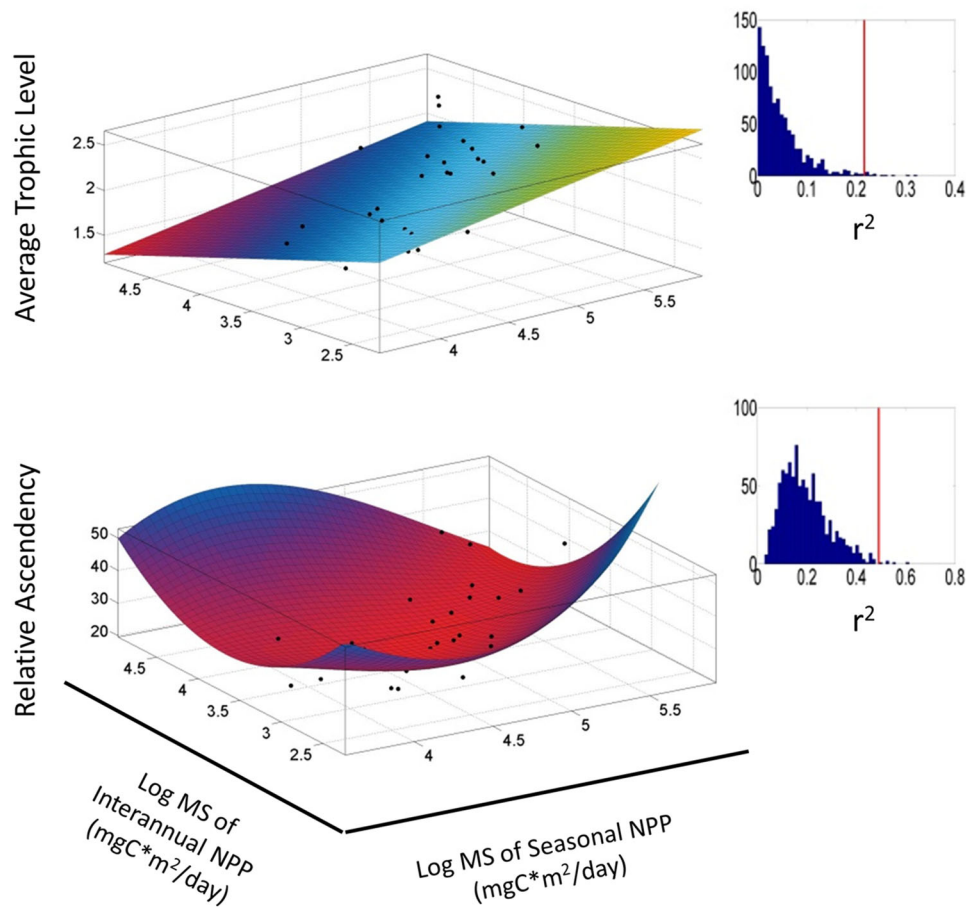 Average Trophic Level
2.5
2
1.5
4.5
4
3.5
3
2.5
4
4.5
5
5.5
150
100
50
0
0 0.1 0.2 0.3 0.4
r²
Relative Ascendency
50
40
30
20
4.5
4
3.5
3
2.5
4
4.5
5
5.5
100
50
0
0 0.2 0.4 0.6 0.8
r²
Log MS of
Interannual NPP
(mgC*m²/day)
Log MS of Seasonal NPP
(mgC*m²/day)